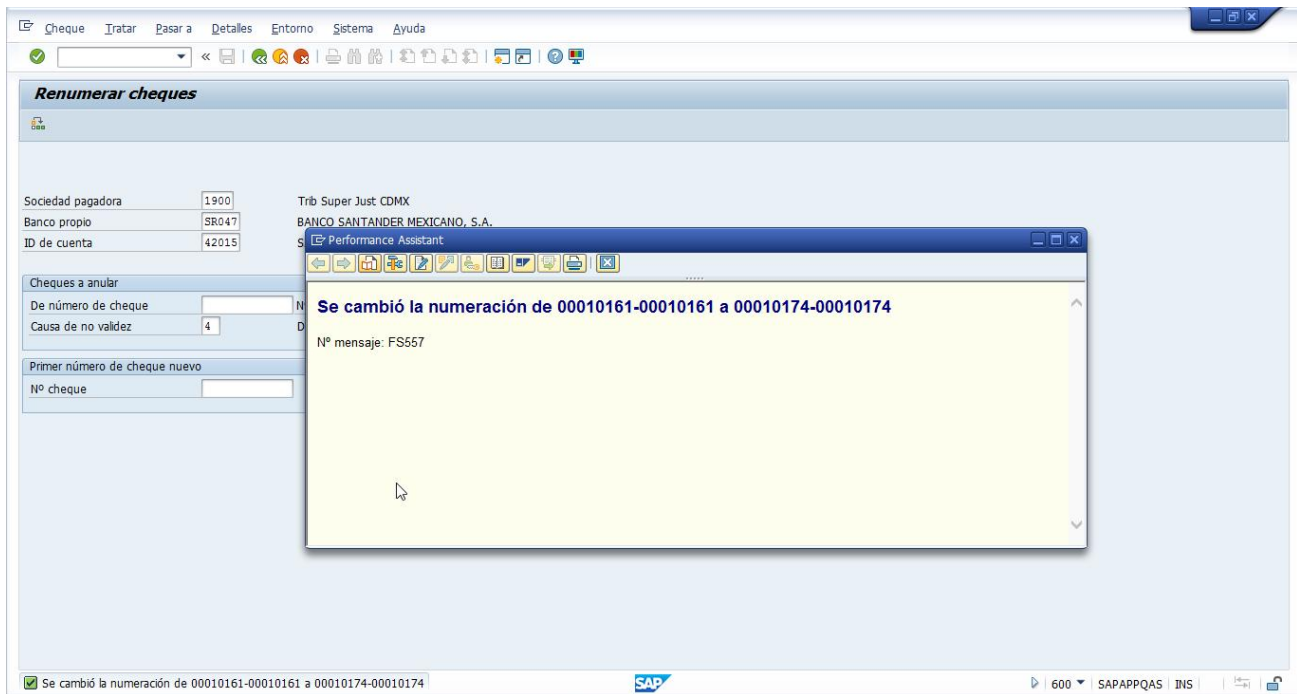 Cheque Tratar Pasar a Detalles Entorno Sistema Ayuda
Renumerar cheques
Sociedad pagadora 1900 Trib Super Just CDMX
Banco propio SR047 BANCO SANTANDER MEXICANO, S.A.
ID de cuenta 42015 S
Performance Assistant
Cheques a anular
De número de cheque N
Causa de no validez 4 D
Se cambió la numeración de 00010161-00010161 a 00010174-00010174
Nº mensaje: FS557
Primer número de cheque nuevo
Nº cheque
Se cambió la numeración de 00010161-00010161 a 00010174-00010174
SAP
600 SAPAPPQAS INS